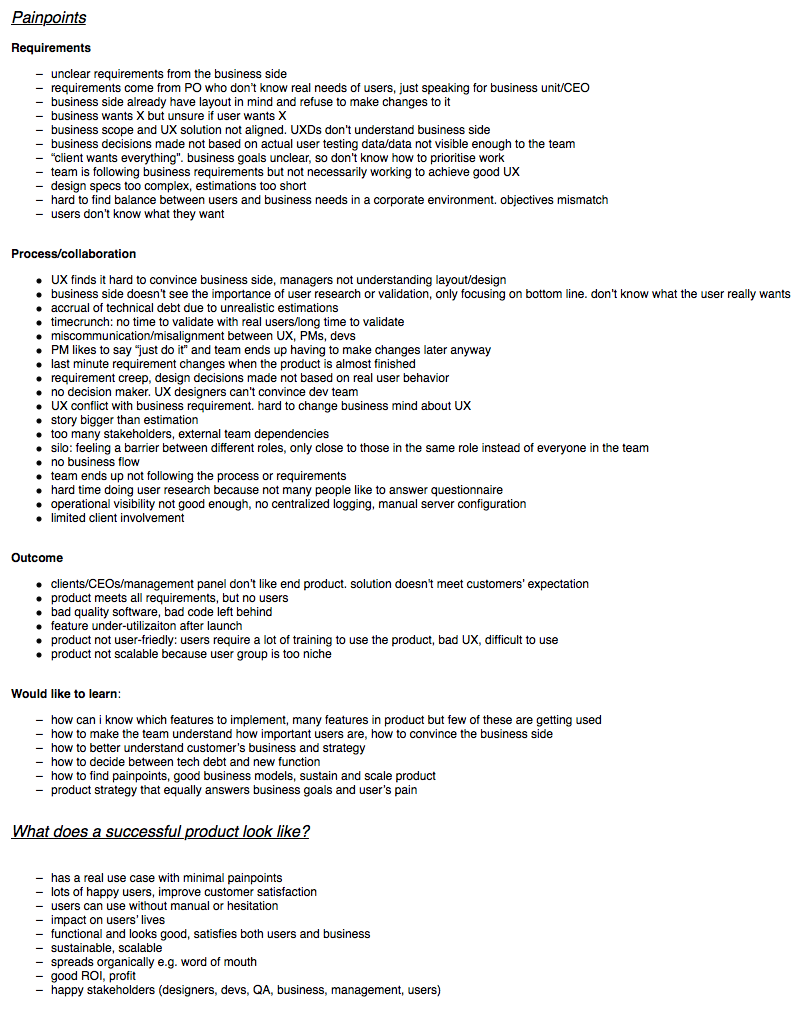 Painpoints
Requirements
– unclear requirements from the business side
– requirements come from PO who don't know real needs of users, just speaking for business unit/CEO
– business side already have layout in mind and refuse to make changes to it
– business wants X but unsure if user wants X
– business scope and UX solution not aligned. UXDs don't understand business side
– business decisions made not based on actual user testing data/data not visible enough to the team
– “client wants everything”. business goals unclear, so don't know how to prioritise work
– team is following business requirements but not necessarily working to achieve good UX
– design specs too complex, estimations too short
– hard to find balance between users and business needs in a corporate environment. objectives mismatch
– users don't know what they want
Process/collaboration
• UX finds it hard to convince business side, managers not understanding layout/design
• business side doesn't see the importance of user research or validation, only focusing on bottom line. don't know what the user really wants
• accrual of technical debt due to unrealistic estimations
• timecrunch: no time to validate with real users/long time to validate
• miscommunication/misalignment between UX, PMs, devs
• PM likes to say “just do it” and team ends up having to make changes later anyway
• last minute requirement changes when the product is almost finished
• requirement creep, design decisions made not based on real user behavior
• no decision maker. UX designers can't convince dev team
• UX conflict with business requirement. hard to change business mind about UX
• story bigger than estimation
• too many stakeholders, external team dependencies
• silo: feeling a barrier between different roles, only close to those in the same role instead of everyone in the team
• no business flow
• team ends up not following the process or requirements
• hard time doing user research because not many people like to answer questionnaire
• operational visibility not good enough, no centralized logging, manual server configuration
• limited client involvement
Outcome
• clients/CEOs/management panel don't like end product. solution doesn't meet customers' expectation
• product meets all requirements, but no users
• bad quality software, bad code left behind
• feature under-utilizaiton after launch
• product not user-friedly: users require a lot of training to use the product, bad UX, difficult to use
• product not scalable because user group is too niche
Would like to learn:
– how can i know which features to implement, many features in product but few of these are getting used
– how to make the team understand how important users are, how to convince the business side
– how to better understand customer's business and strategy
– how to decide between tech debt and new function
– how to find painpoints, good business models, sustain and scale product
– product strategy that equally answers business goals and user's pain
What does a successful product look like?
– has a real use case with minimal painpoints
– lots of happy users, improve customer satisfaction
– users can use without manual or hesitation
– impact on users' lives
– functional and looks good, satisfies both users and business
– sustainable, scalable
– spreads organically e.g. word of mouth
– good ROI, profit
– happy stakeholders (designers, devs, QA, business, management, users)